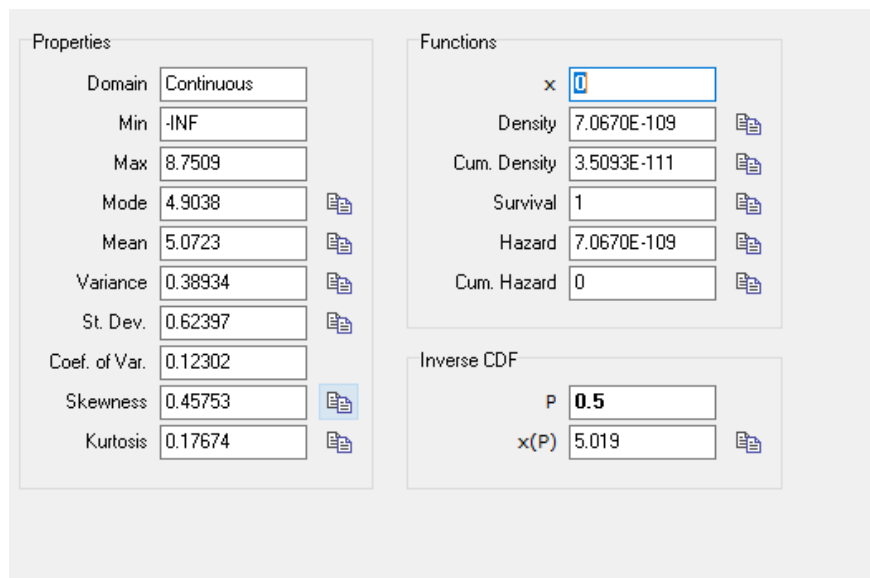 Properties
Domain Continuous
Min -INF
Max 8.7509
Mode 4.9038
Mean 5.0723
Variance 0.38934
St. Dev. 0.62397
Coef. of Var. 0.12302
Skewness 0.45753
Kurtosis 0.17674
Functions
x 0
Density 7.0670E-109
Cum. Density 3.5093E-111
Survival 1
Hazard 7.0670E-109
Cum. Hazard 0
Inverse CDF
P 0.5
x(P) 5.019